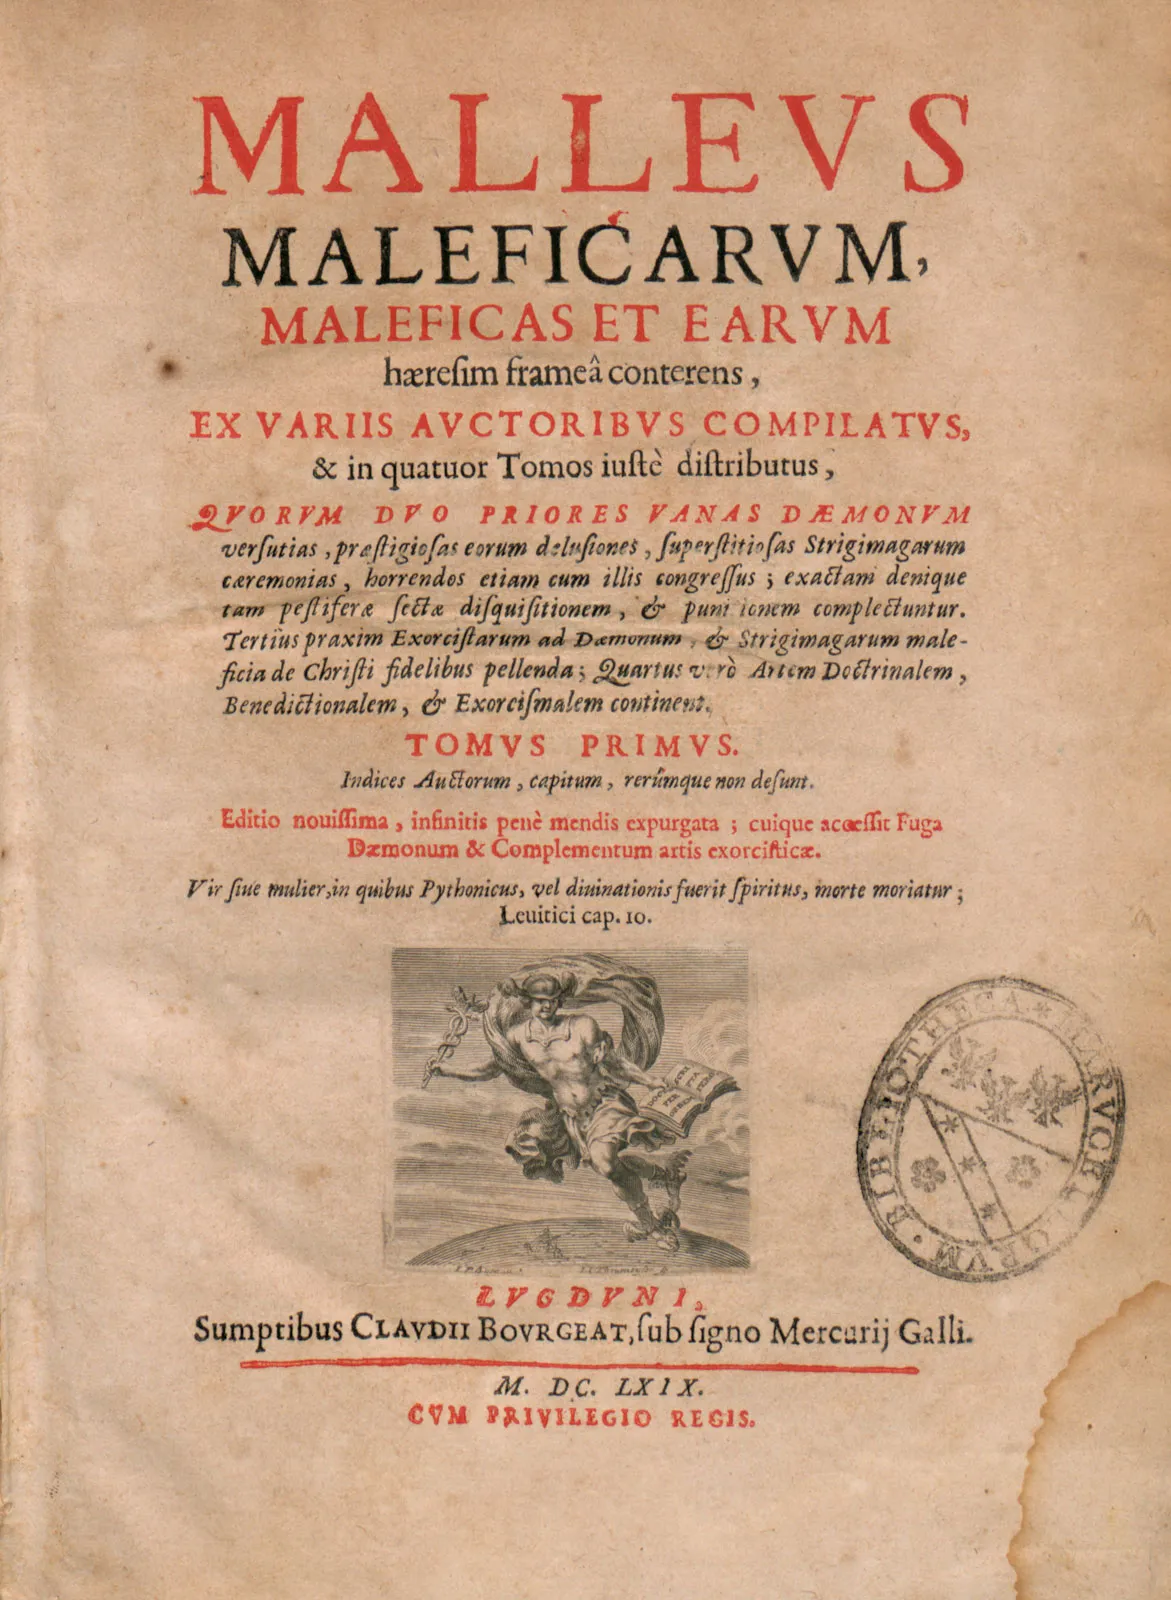 MALLEVS
MALEFICARVM,
MALEFICAS ET EARVM
hæresim frameâ conterens,
EX VARIIS AVCTORIBVS COMPILATVS,
& in quatuor Tomos iustè distributus,
QVORVM DVO PRIORES VANAS DÆMONVM
versutias, præstigiosas eorum delusiones, superstitiosas Strigimagarum
cæremonias, horrendos etiam cum illis congressus; exactam denique
tam pestiferæ sectæ disquisitionem, & punitionem complectuntur.
Tertius praxim Exorcistarum ad Dæmonum, & Strigimagarum male-
ficia de Christi fidelibus pellenda; Quartus verò Artem Doctrinalem,
Benedictionalem, & Exorcismalem continent.
TOMVS PRIMVS.
Indices Auctorum, capitum, rerúmque non desunt.
Editio nouissima, infinitis penè mendis expurgata; cuique accessit Fuga
Dæmonum & Complementum artis exorcisticæ.
Vir siue mulier, in quibus Pythonicus, vel diuinationis fuerit spiritus, morte moriatur;
Leuitici cap. 10.
BIBLIOTHECA * MARVCELLORVM
LVGDVNI,
Sumptibus CLAVDII BOVRGEAT, sub signo Mercurij Galli.
M. DC. LXIX.
CVM PRIVILEGIO REGIS.